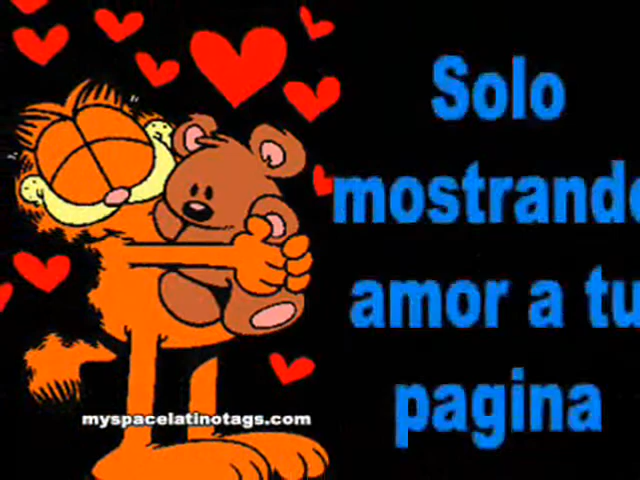 Solo
mostrando
amor a tu
pagina
myspacelatinotags.com